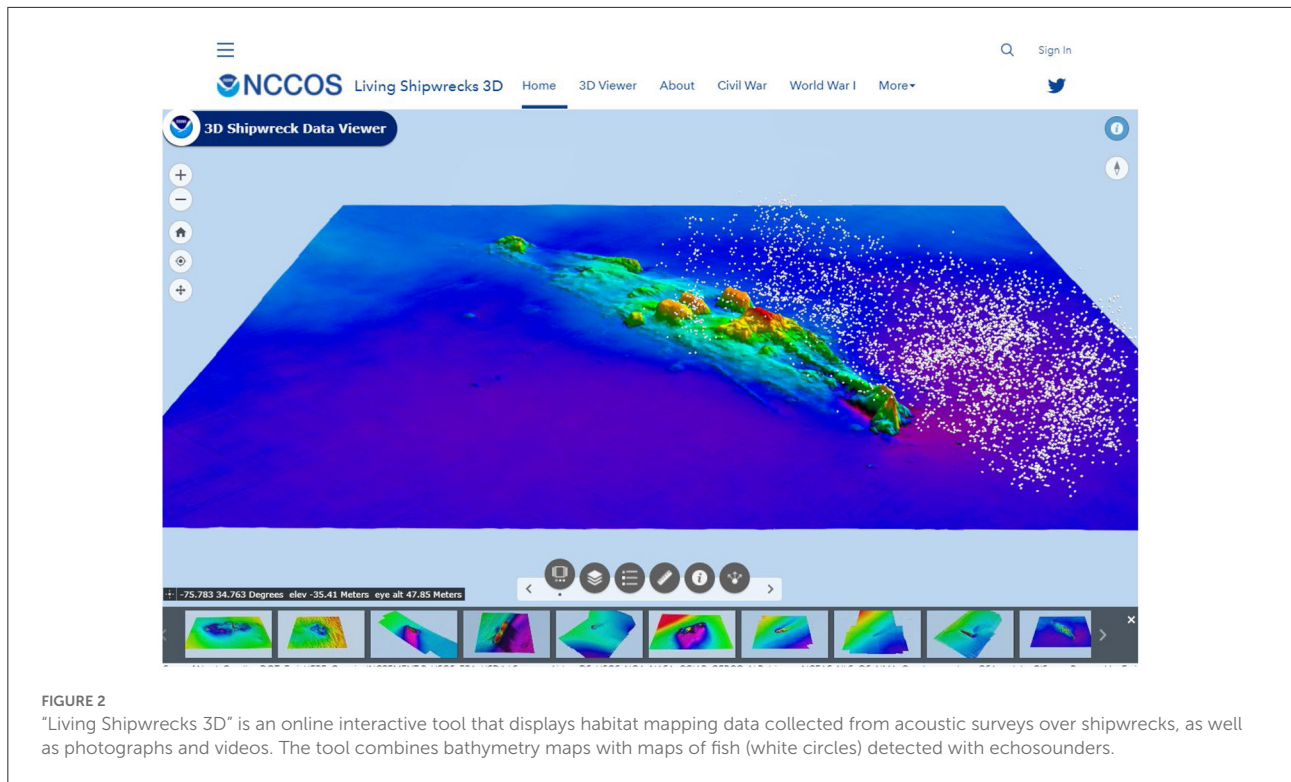 Sign In
NCCOS Living Shipwrecks 3D Home 3D Viewer About Civil War World War I More
3D Shipwreck Data Viewer
-75.783 34.763 Degrees elev -35.41 Meters eye alt 47.85 Meters
FIGURE 2
“Living Shipwrecks 3D” is an online interactive tool that displays habitat mapping data collected from acoustic surveys over shipwrecks, as well
as photographs and videos. The tool combines bathymetry maps with maps of fish (white circles) detected with echosounders.